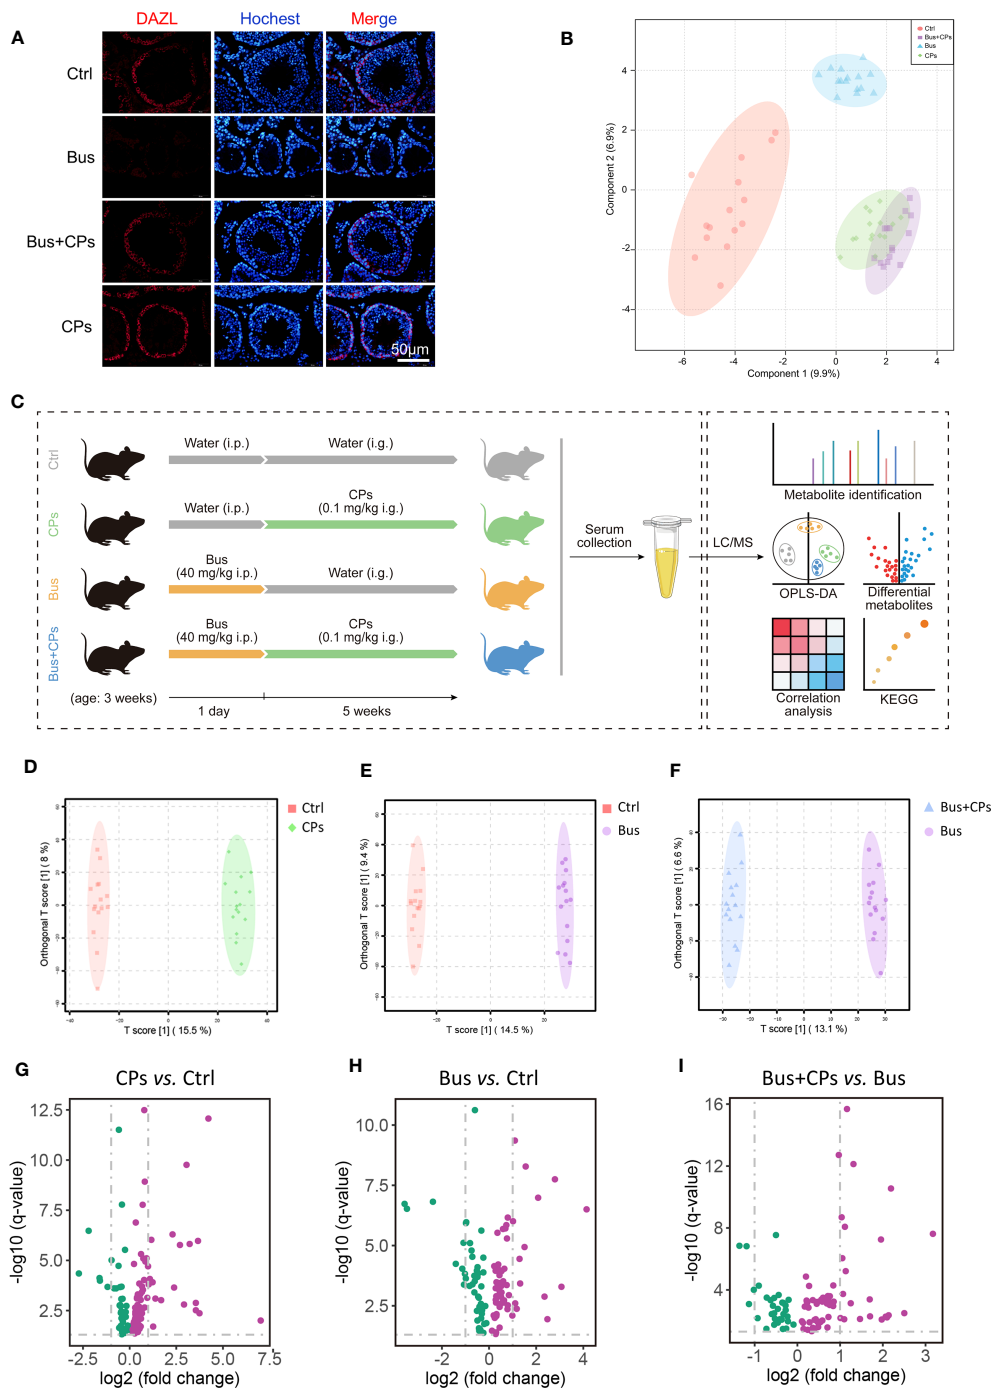 A
DAZL
Hochest
Merge
Ctrl
Bus
Bus+CPs
CPs
50μm
B
Ctrl
Bus+CPs
Bus
CPs
Component 2 (6.9%)
4
2
0
-2
-4
-6
-4
-2
0
2
4
Component 1 (9.9%)
C
Ctrl
Water (i.p.)
Water (i.g.)
CPs
Water (i.p.)
CPs
(0.1 mg/kg i.g.)
Bus
Bus
(40 mg/kg i.p.)
Water (i.g.)
Bus+CPs
Bus
(40 mg/kg i.p.)
CPs
(0.1 mg/kg i.g.)
(age: 3 weeks)
1 day
5 weeks
Serum
collection
LC/MS
Metabolite identification
OPLS-DA
Differential
metabolites
Correlation
analysis
KEGG
D
Ctrl
CPs
Orthogonal T score [1] ( 8 %)
T score [1] ( 15.5 %)
E
Ctrl
Bus
Orthogonal T score [1] ( 9.4 %)
T score [1] ( 14.5 %)
F
Bus+CPs
Bus
Orthogonal T score [1] ( 6.6 %)
T score [1] ( 13.1 %)
G
CPs vs. Ctrl
-log10 (q-value)
12.5
10.0
7.5
5.0
2.5
-2.5
0.0
2.5
5.0
7.5
log2 (fold change)
H
Bus vs. Ctrl
-log10 (q-value)
10.0
7.5
5.0
2.5
-2
0
2
4
log2 (fold change)
I
Bus+CPs vs. Bus
-log10 (q-value)
16
12
8
4
-1
0
1
2
3
log2 (fold change)